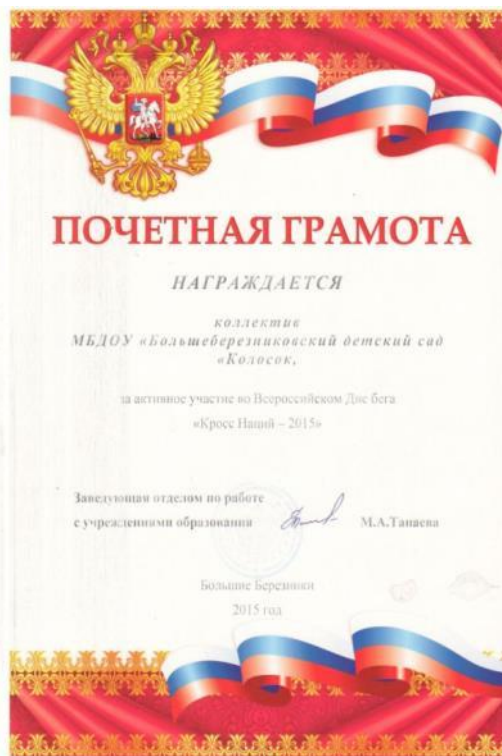 ПОЧЕТНАЯ ГРАМОТА
НАГРАЖДАЕТСЯ
коллектив
МБДОУ «Большеберезниковский детский сад
«Колосок,
за активное участие во Всероссийском Дне бега
«Кросс Наций – 2015»
Заведующая отделом по работе
с учреждениями образования М.А.Танаева
Большие Березники
2015 год